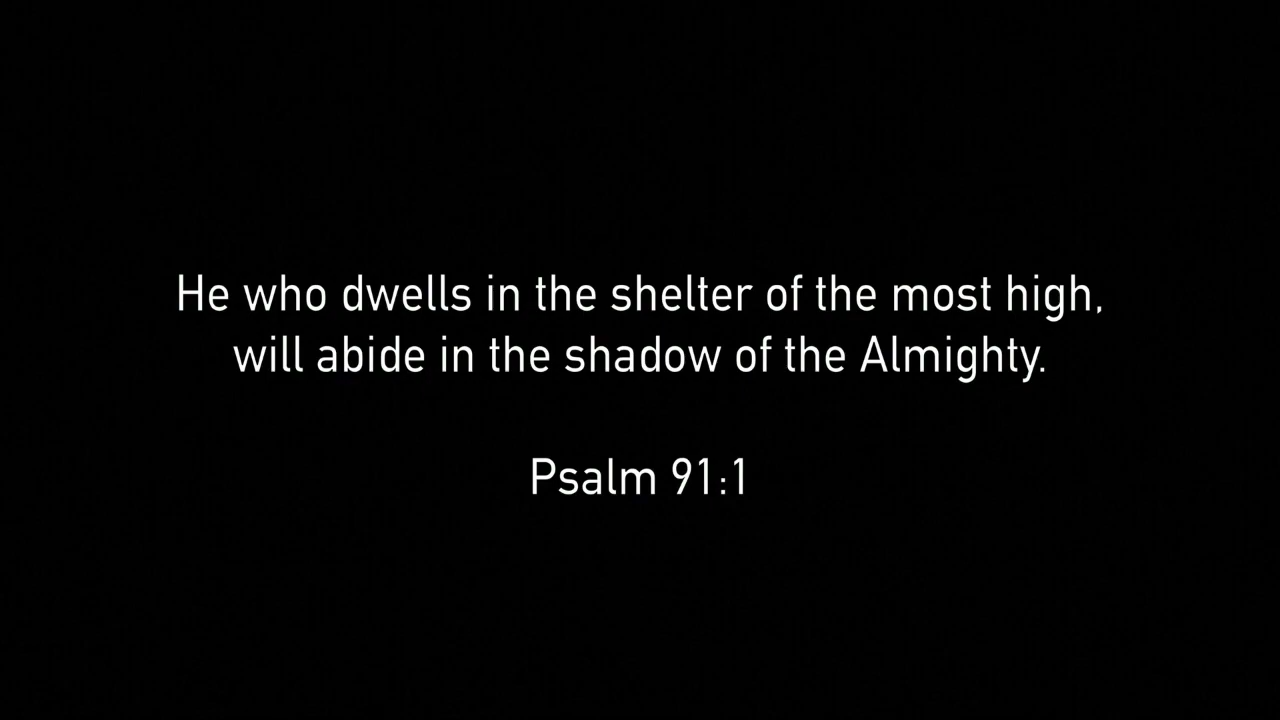 He who dwells in the shelter of the most high,
will abide in the shadow of the Almighty.
Psalm 91:1